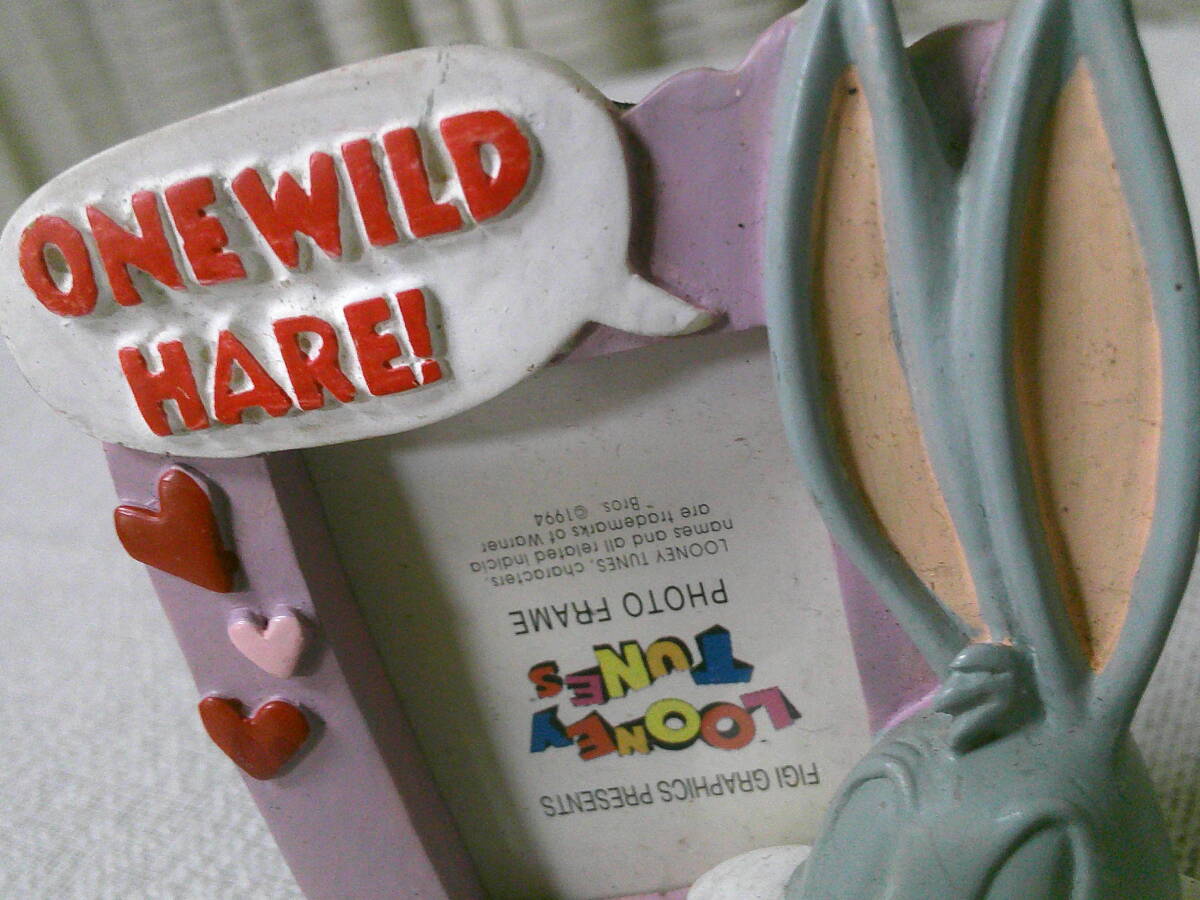 ONE WILD
HARE!
FIGI GRAPHICS PRESENTS
LOONEY
TUNES
PHOTO FRAME
LOONEY TUNES, characters,
names and all related indicia
are trademarks of Warner
Bros. ©1994